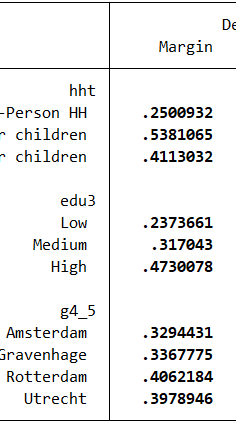 De
Margin
hht
-Person HH .2500932
r children .5381065
r children .4113032
edu3
Low .2373661
Medium .317043
High .4730078
g4_5
Amsterdam .3294431
Gravenhage .3367775
Rotterdam .4062184
Utrecht .3978946